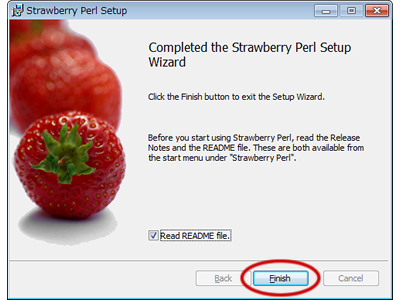 Strawberry Perl Setup
Completed the Strawberry Perl Setup
Wizard
Click the Finish button to exit the Setup Wizard.
Before you start using Strawberry Perl, read the Release
Notes and the README file. These are both available from
the start menu under "Strawberry Perl".
Read README file.
Back
Finish
Cancel